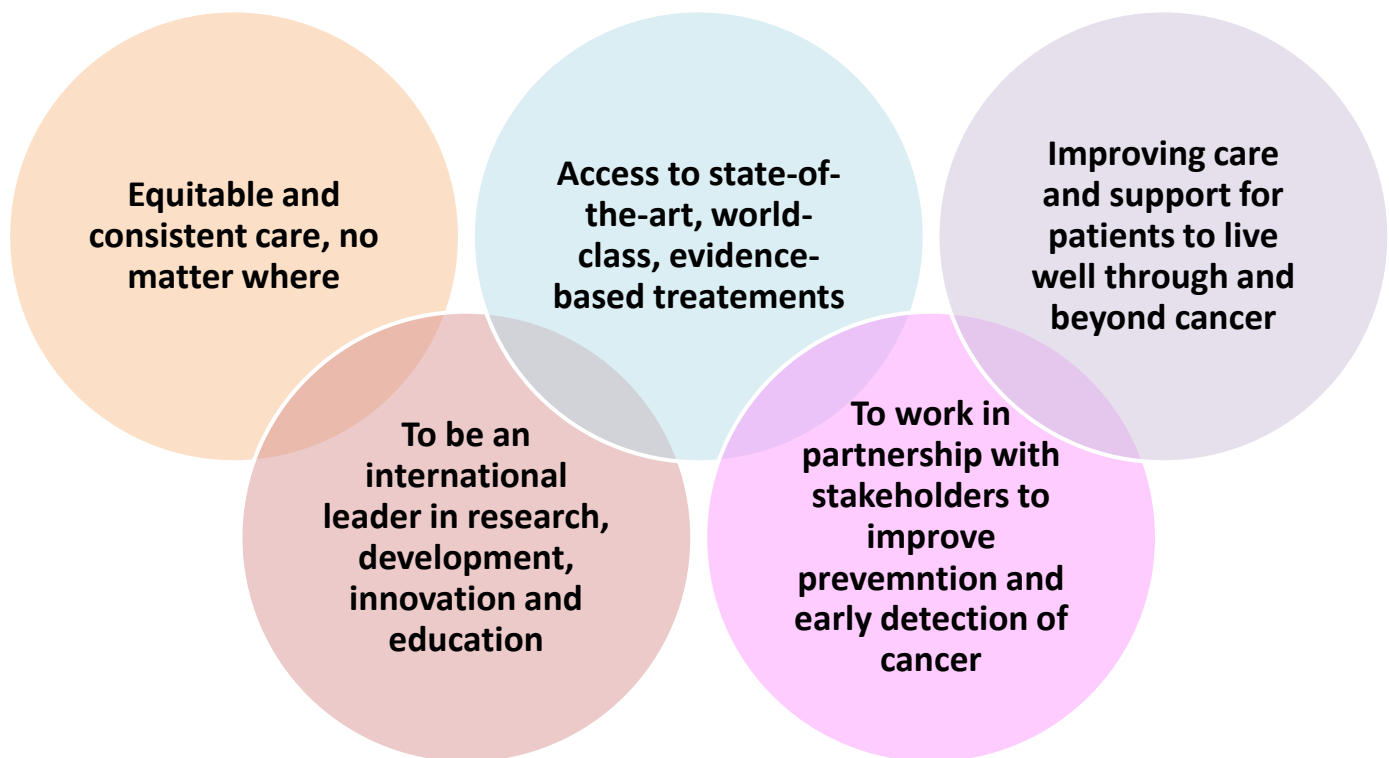 Equitable and
consistent care, no
matter where
Access to state-of-
the-art, world-
class, evidence-
based treatements
Improving care
and support for
patients to live
well through and
beyond cancer
To be an
international
leader in research,
development,
innovation and
education
To work in
partnership with
stakeholders to
improve
prevemntion and
early detection of
cancer